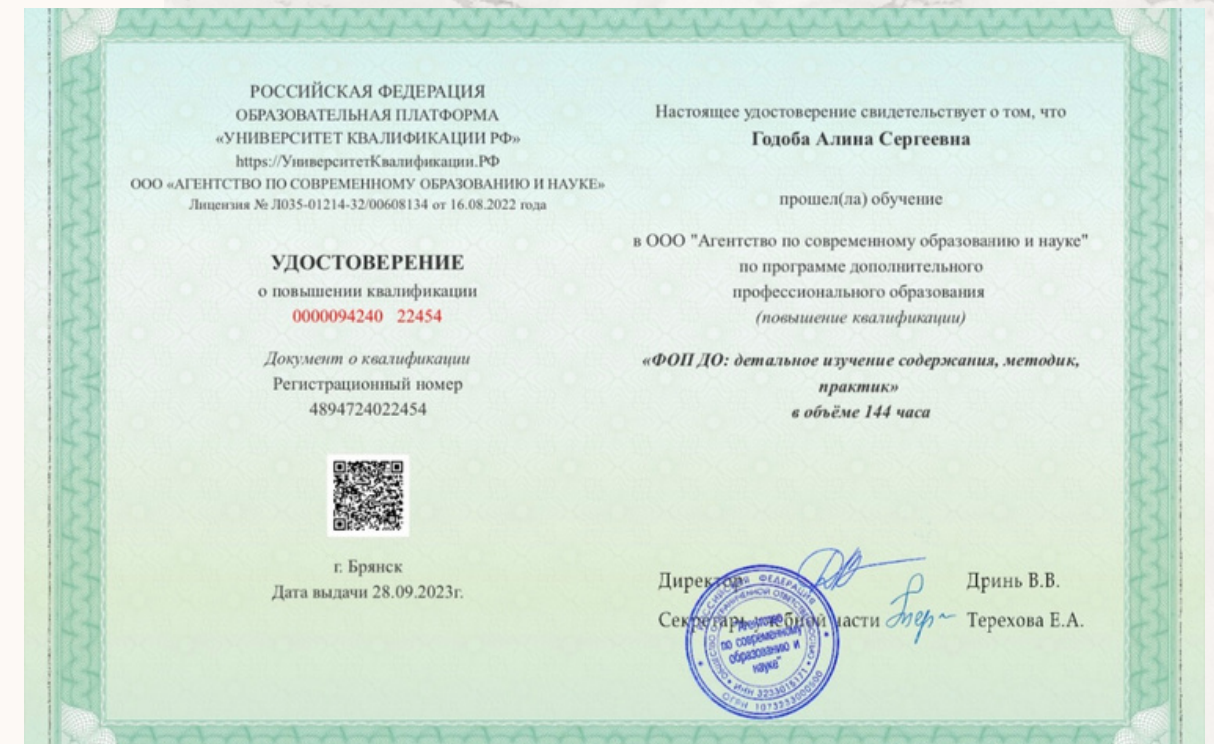 РОССИЙСКАЯ ФЕДЕРАЦИЯ
ОБРАЗОВАТЕЛЬНАЯ ПЛАТФОРМА
«УНИВЕРСИТЕТ КВАЛИФИКАЦИИ РФ»
https://УниверситетКвалификации.РФ
ООО «АГЕНТСТВО ПО СОВРЕМЕННОМУ ОБРАЗОВАНИЮ И НАУКЕ»
Лицензия № Л035-01214-32/00608134 от 16.08.2022 года
УДОСТОВЕРЕНИЕ
о повышении квалификации
0000094240 22454
Документ о квалификации
Регистрационный номер
4894724022454
г. Брянск
Дата выдачи 28.09.2023г.
Настоящее удостоверение свидетельствует о том, что
Годоба Алина Сергеевна
прошел(ла) обучение
в ООО "Агентство по современному образованию и науке"
по программе дополнительного
профессионального образования
(повышение квалификации)
«ФОП ДО: детальное изучение содержания, методик,
практик»
в объёме 144 часа
Директор Дринь В.В.
Секретарь учебной части Терехова Е.А.
РОССИЙСКАЯ ФЕДЕРАЦИЯ
по современному
образованию и
науке"